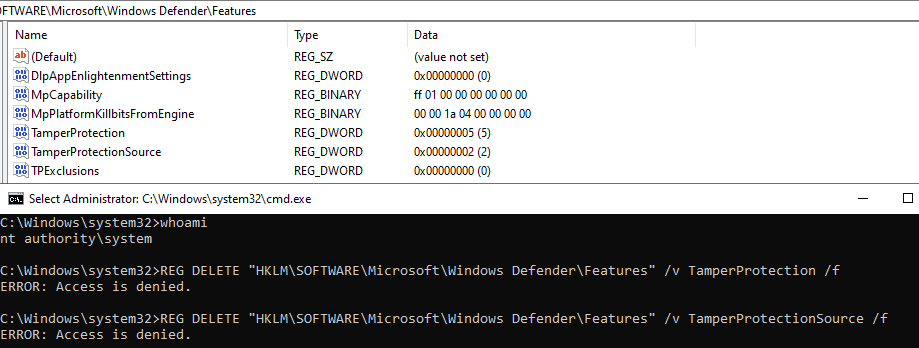 OFTWARE\Microsoft\Windows Defender\Features
Name Type Data
ab (Default) REG_SZ (value not set)
DlpAppEnlightenmentSettings REG_DWORD 0x00000000 (0)
MpCapability REG_BINARY ff 01 00 00 00 00 00 00
MpPlatformKillbitsFromEngine REG_BINARY 00 00 1a 04 00 00 00 00
TamperProtection REG_DWORD 0x00000005 (5)
TamperProtectionSource REG_DWORD 0x00000002 (2)
TPExclusions REG_DWORD 0x00000000 (0)
Select Administrator: C:\Windows\system32\cmd.exe
C:\Windows\system32>whoami
nt authority\system
C:\Windows\system32>REG DELETE "HKLM\SOFTWARE\Microsoft\Windows Defender\Features" /v TamperProtection /f
ERROR: Access is denied.
C:\Windows\system32>REG DELETE "HKLM\SOFTWARE\Microsoft\Windows Defender\Features" /v TamperProtectionSource /f
ERROR: Access is denied.